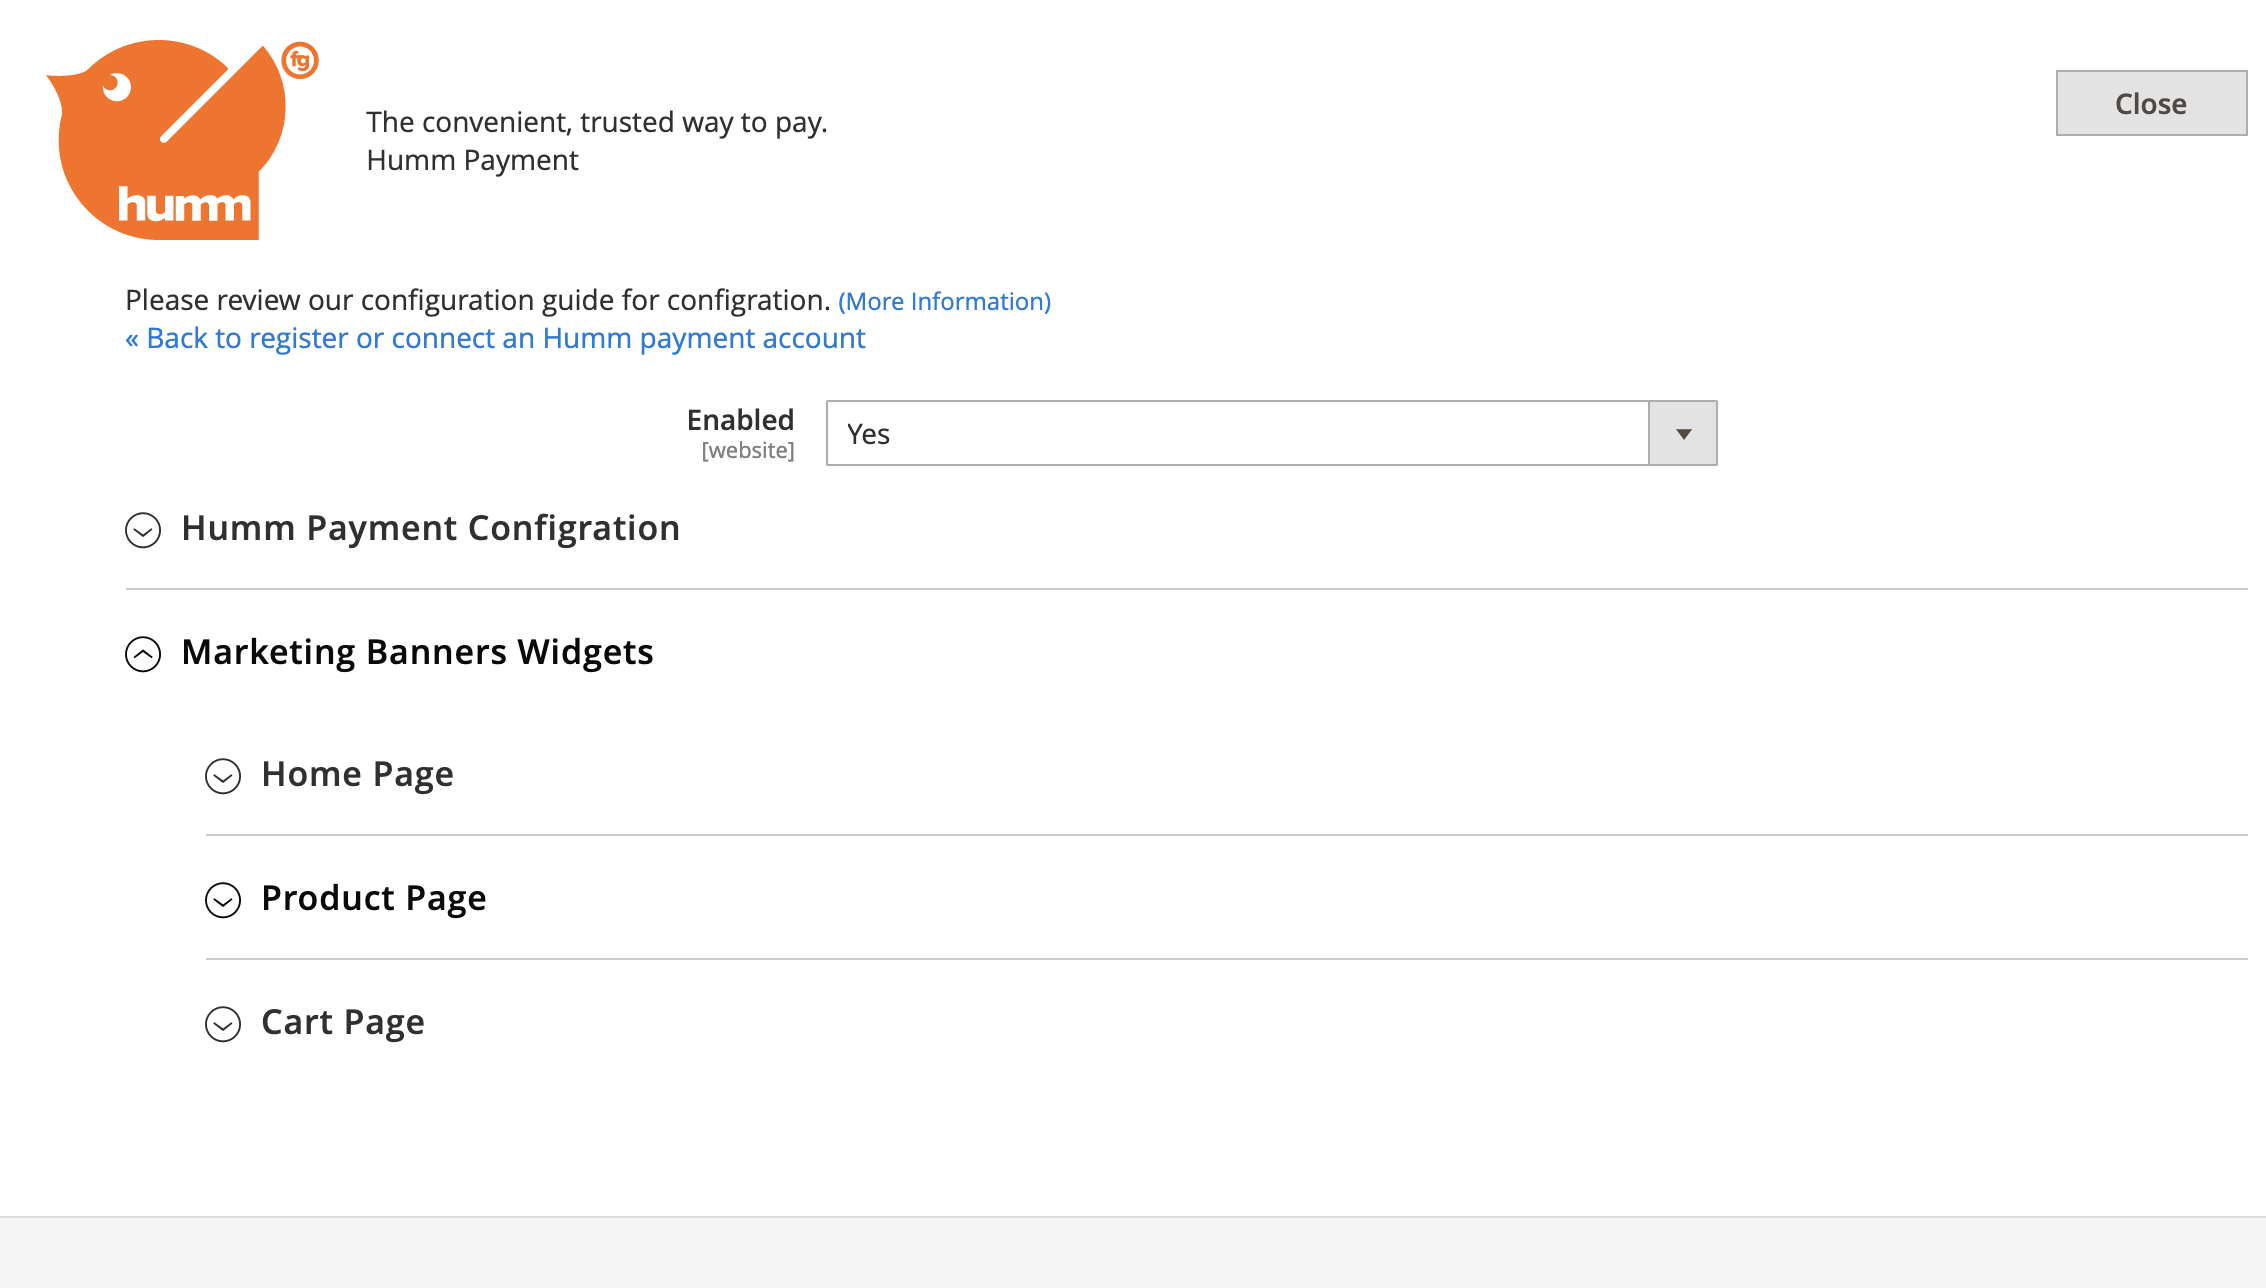 humm
fg
The convenient, trusted way to pay.
Humm Payment
Close
Please review our configuration guide for configration. (More Information)
« Back to register or connect an Humm payment account
Enabled
[website]
Yes
Humm Payment Configration
Marketing Banners Widgets
Home Page
Product Page
Cart Page